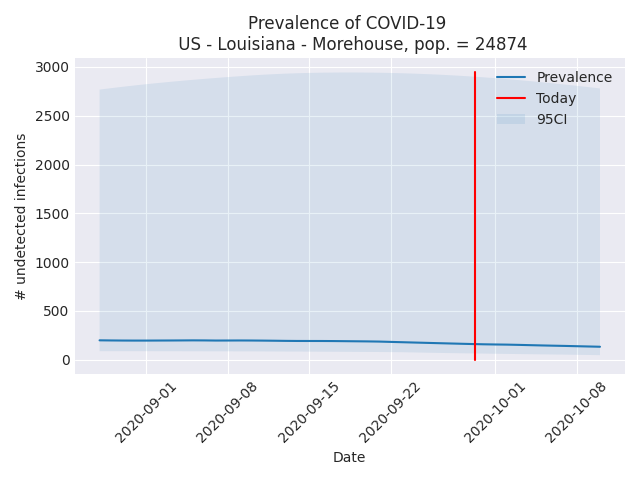 Prevalence of COVID-19
US - Louisiana - Morehouse, pop. = 24874
Prevalence
Today
95CI
# undetected infections
3000
2500
2000
1500
1000
500
0
2020-09-01
2020-09-08
2020-09-15
2020-09-22
2020-10-01
2020-10-08
Date